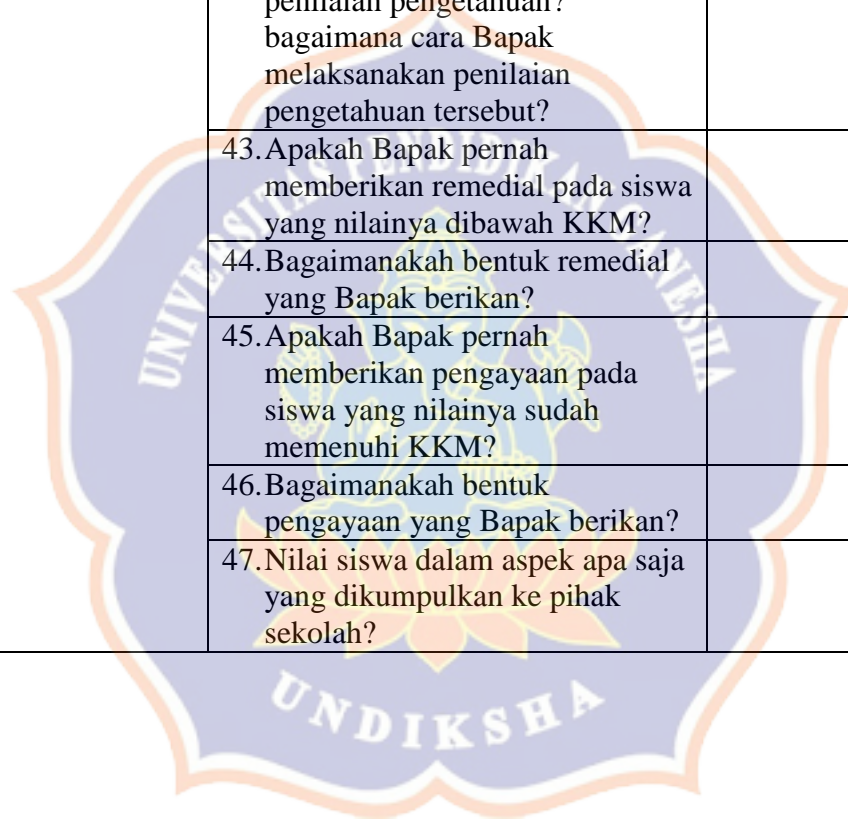 penilaian pengetahuan?
bagaimana cara Bapak
melaksanakan penilaian
pengetahuan tersebut?
43.Apakah Bapak pernah
memberikan remedial pada siswa
yang nilainya dibawah KKM?
44.Bagaimanakah bentuk remedial
yang Bapak berikan?
45.Apakah Bapak pernah
memberikan pengayaan pada
siswa yang nilainya sudah
memenuhi KKM?
46.Bagaimanakah bentuk
pengayaan yang Bapak berikan?
47.Nilai siswa dalam aspek apa saja
yang dikumpulkan ke pihak
sekolah?
UNIVERSITAS PENDIDIKAN GANESHA
UNDIKSHA